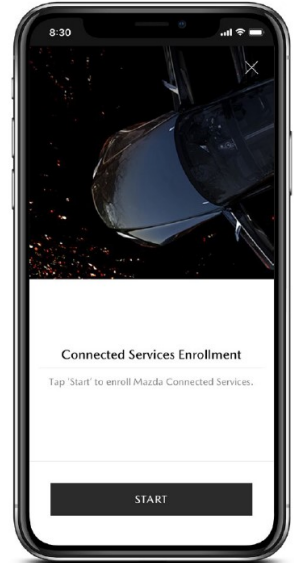 8:30
Connected Services Enrollment
Tap 'Start' to enroll Mazda Connected Services.
START